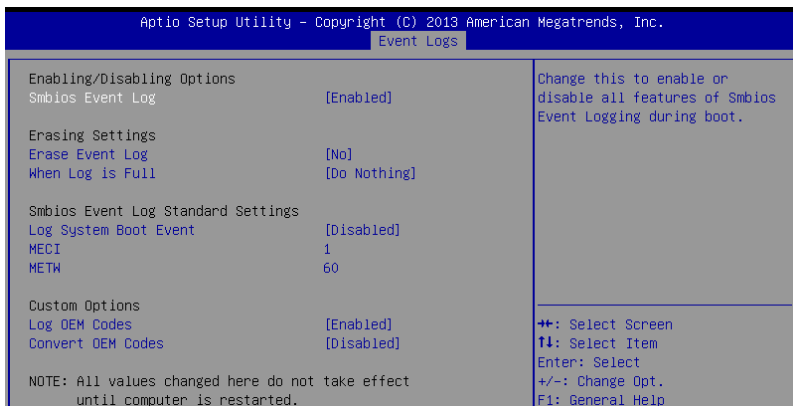 Aptio Setup Utility – Copyright (C) 2013 American Megatrends, Inc.
Event Logs
Enabling/Disabling Options
Smbios Event Log [Enabled]
Erasing Settings
Erase Event Log [No]
When Log is Full [Do Nothing]
Smbios Event Log Standard Settings
Log System Boot Event [Disabled]
MECI 1
METW 60
Custom Options
Log OEM Codes [Enabled]
Convert OEM Codes [Disabled]
NOTE: All values changed here do not take effect
until computer is restarted.
Change this to enable or
disable all features of Smbios
Event Logging during boot.
→←: Select Screen
↑↓: Select Item
Enter: Select
+/-: Change Opt.
F1: General Help